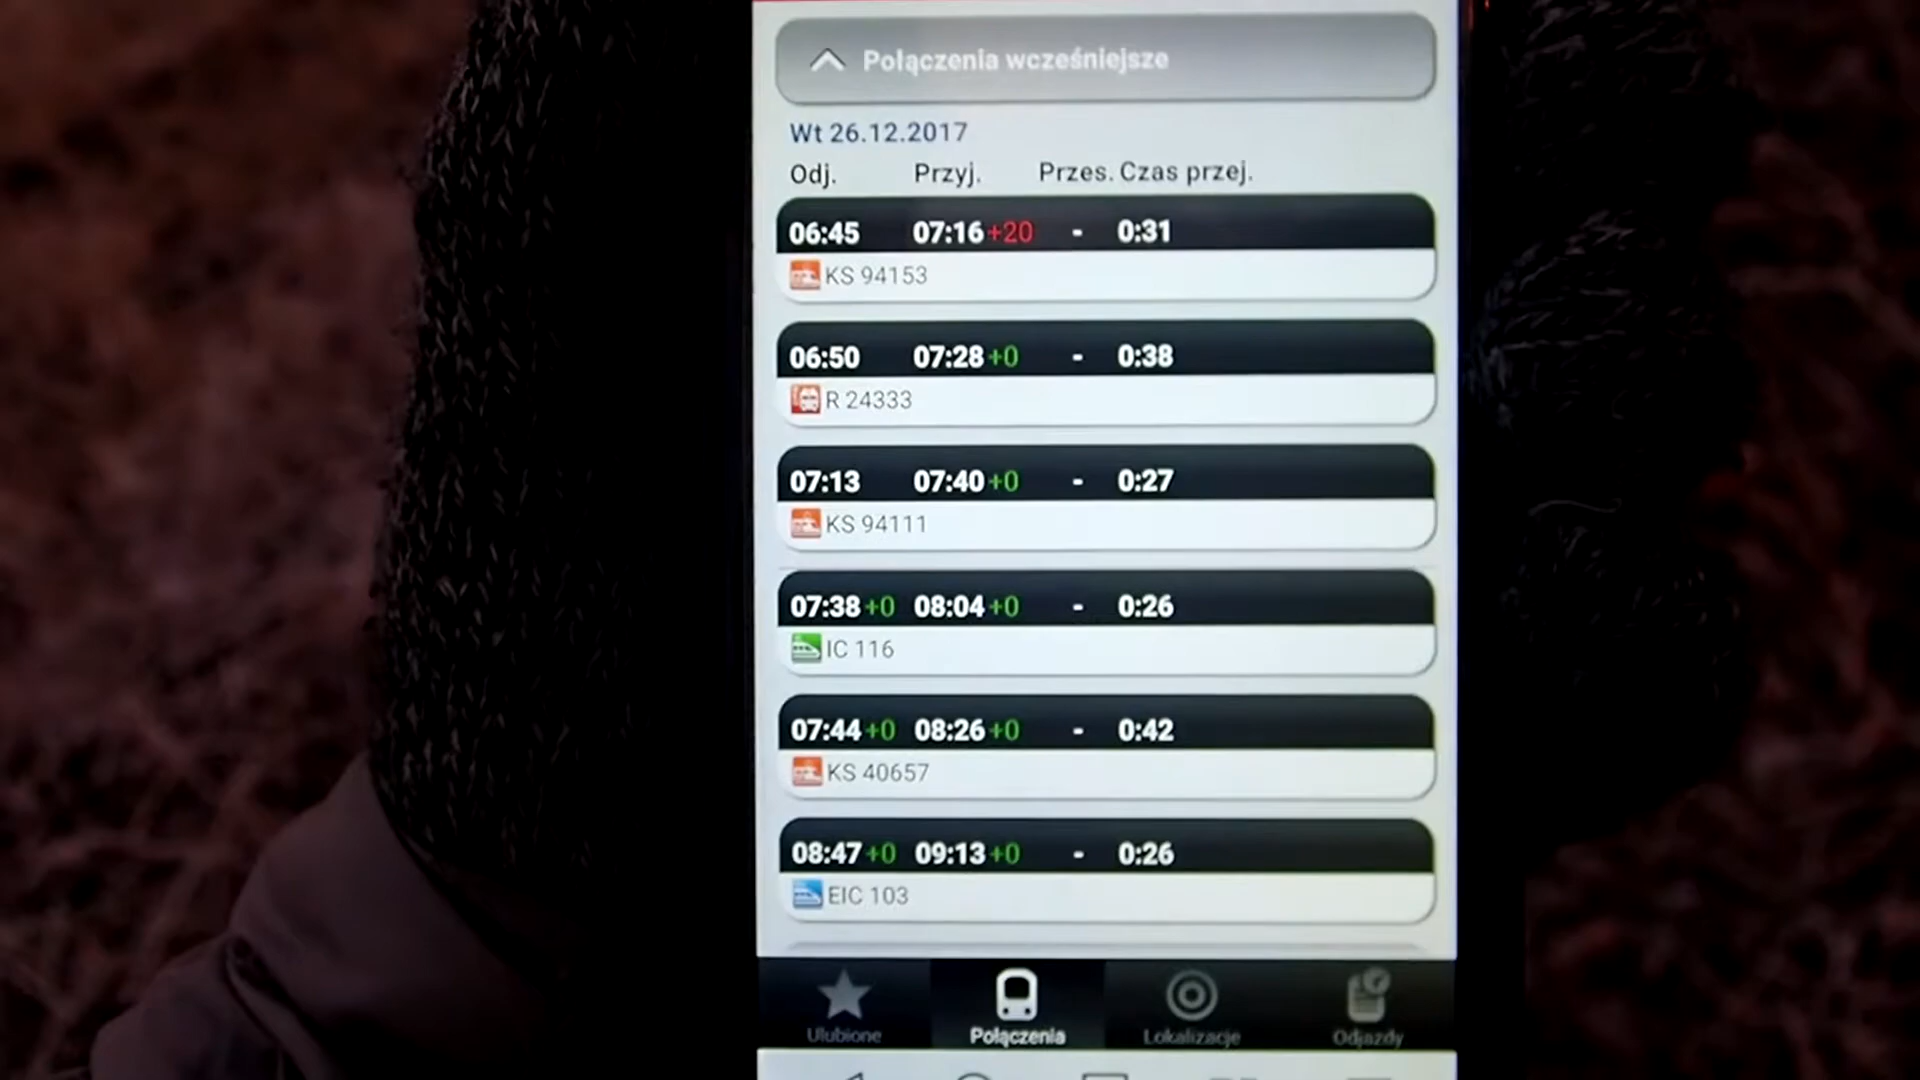 Połączenia wcześniejsze
Wt 26.12.2017
Odj. Przyj. Przes. Czas przej.
06:45 07:16+20 - 0:31
KS 94153
06:50 07:28+0 - 0:38
R 24333
07:13 07:40+0 - 0:27
KS 94111
07:38+0 08:04+0 - 0:26
IC 116
07:44+0 08:26+0 - 0:42
KS 40657
08:47+0 09:13+0 - 0:26
EIC 103
Ulubione Połączenia Lokalizacje Odjazdy